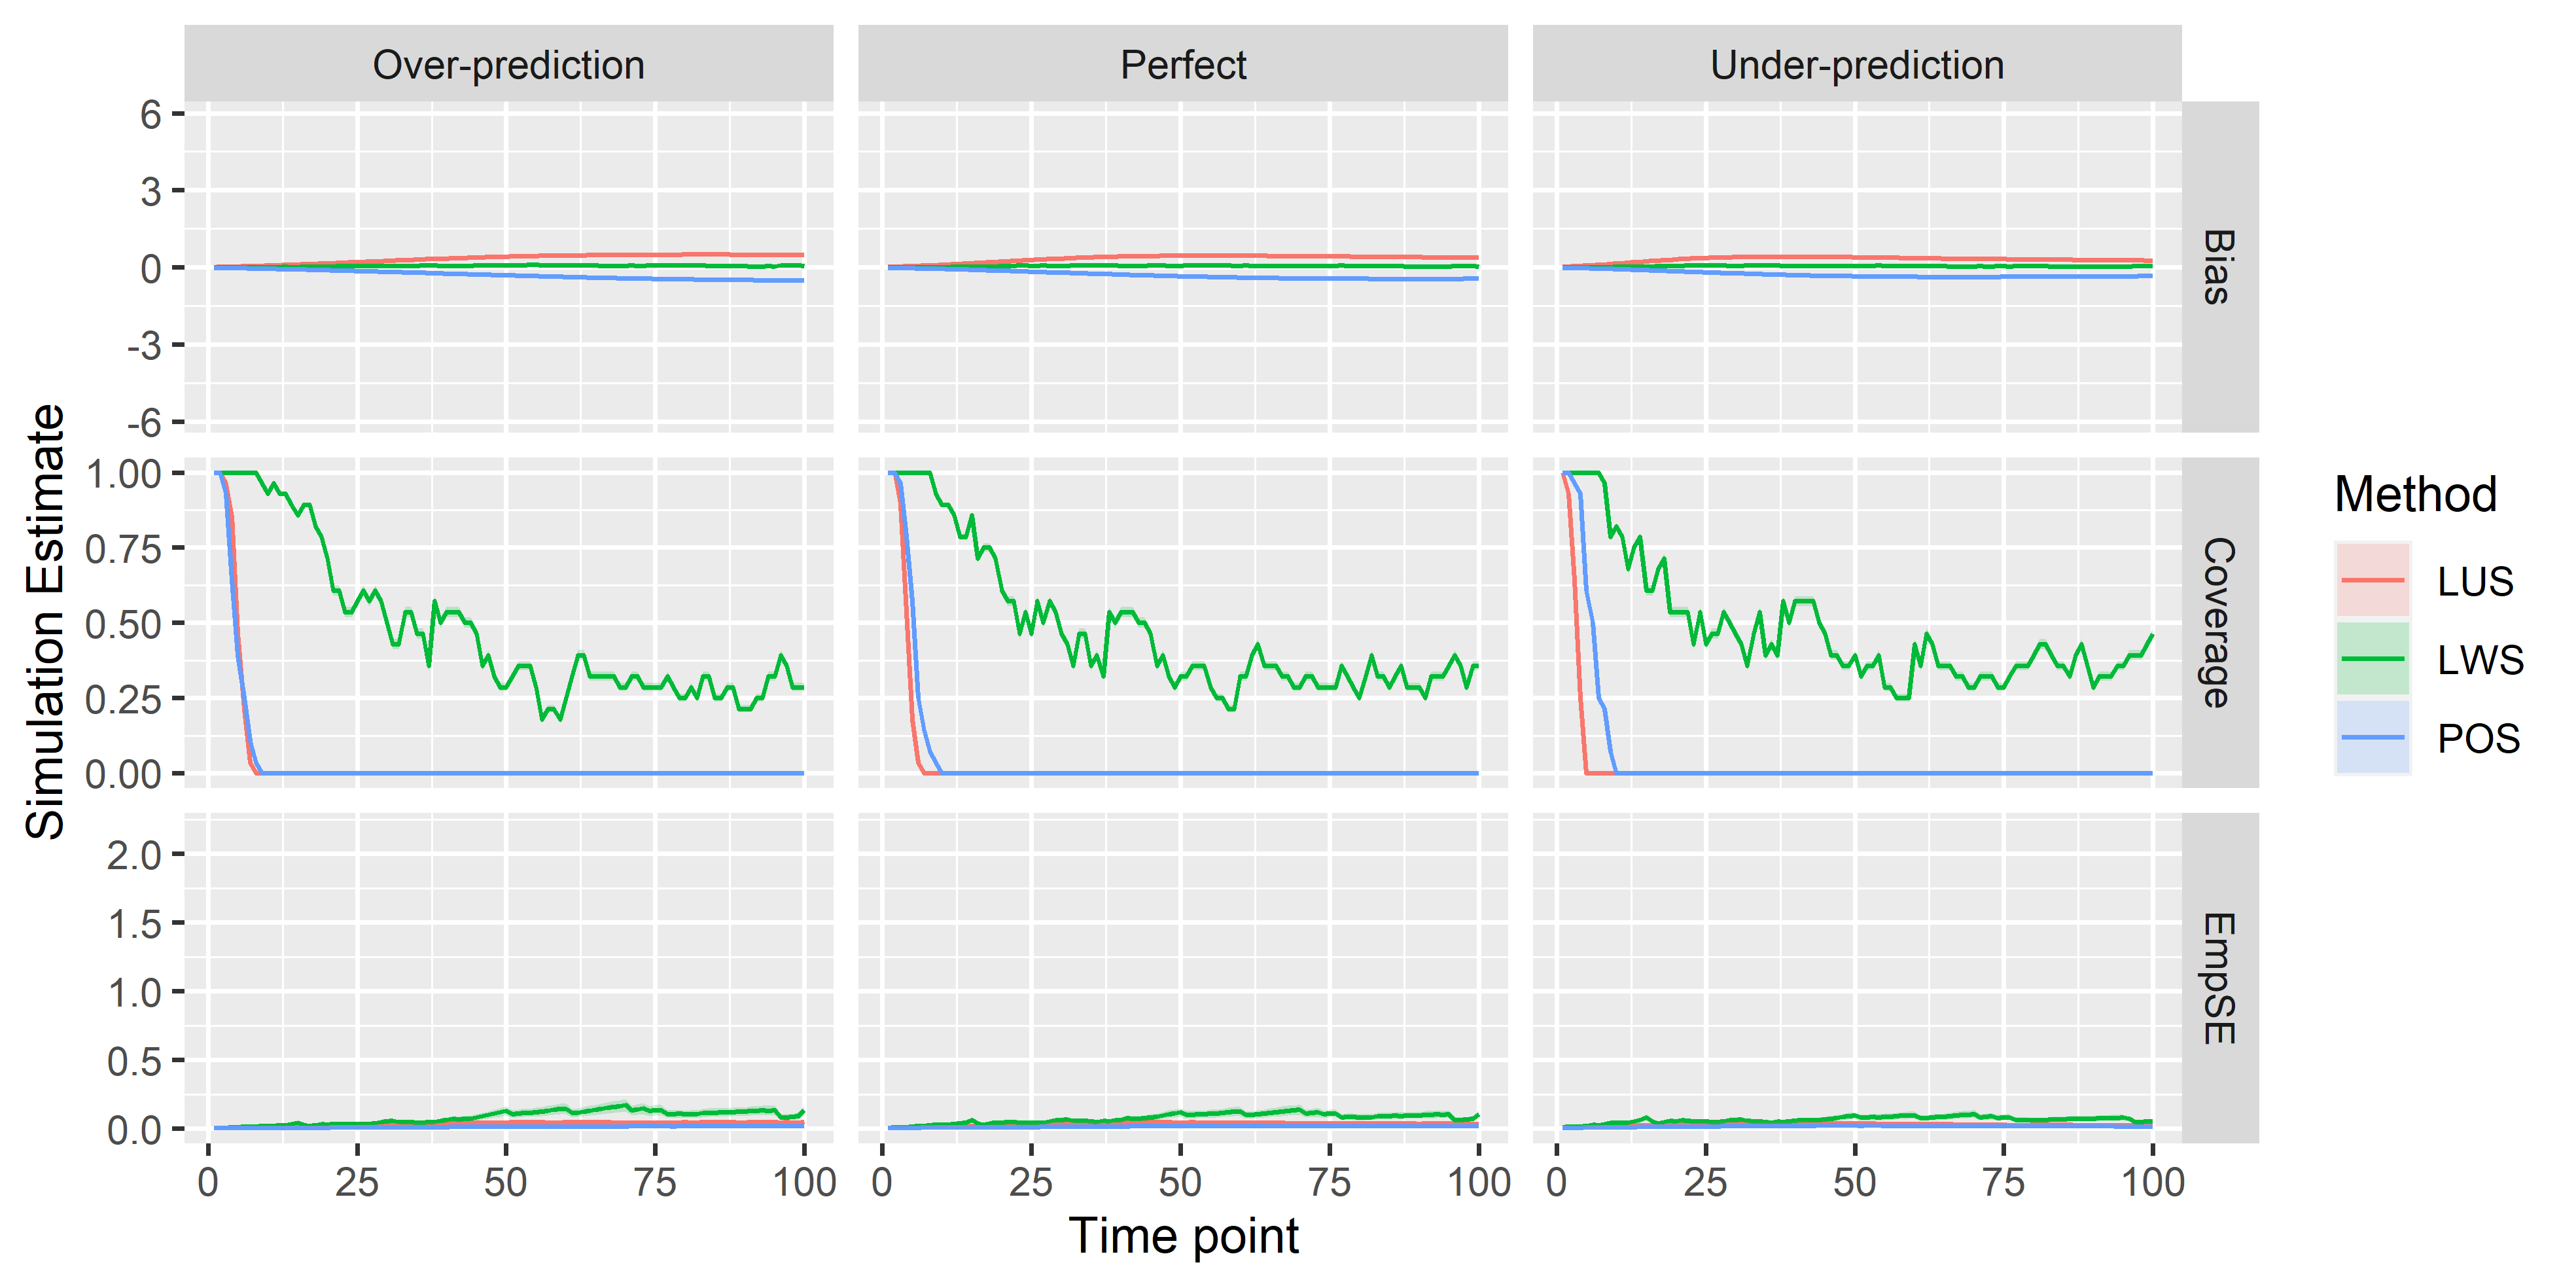 Over-prediction
Perfect
Under-prediction
6
3
0
-3
-6
Bias
1.00
0.75
0.50
0.25
0.00
Coverage
2.0
1.5
1.0
0.5
0.0
EmpSE
0 25 50 75 100
0 25 50 75 100
0 25 50 75 100
Time point
Simulation Estimate
Method
LUS
LWS
POS